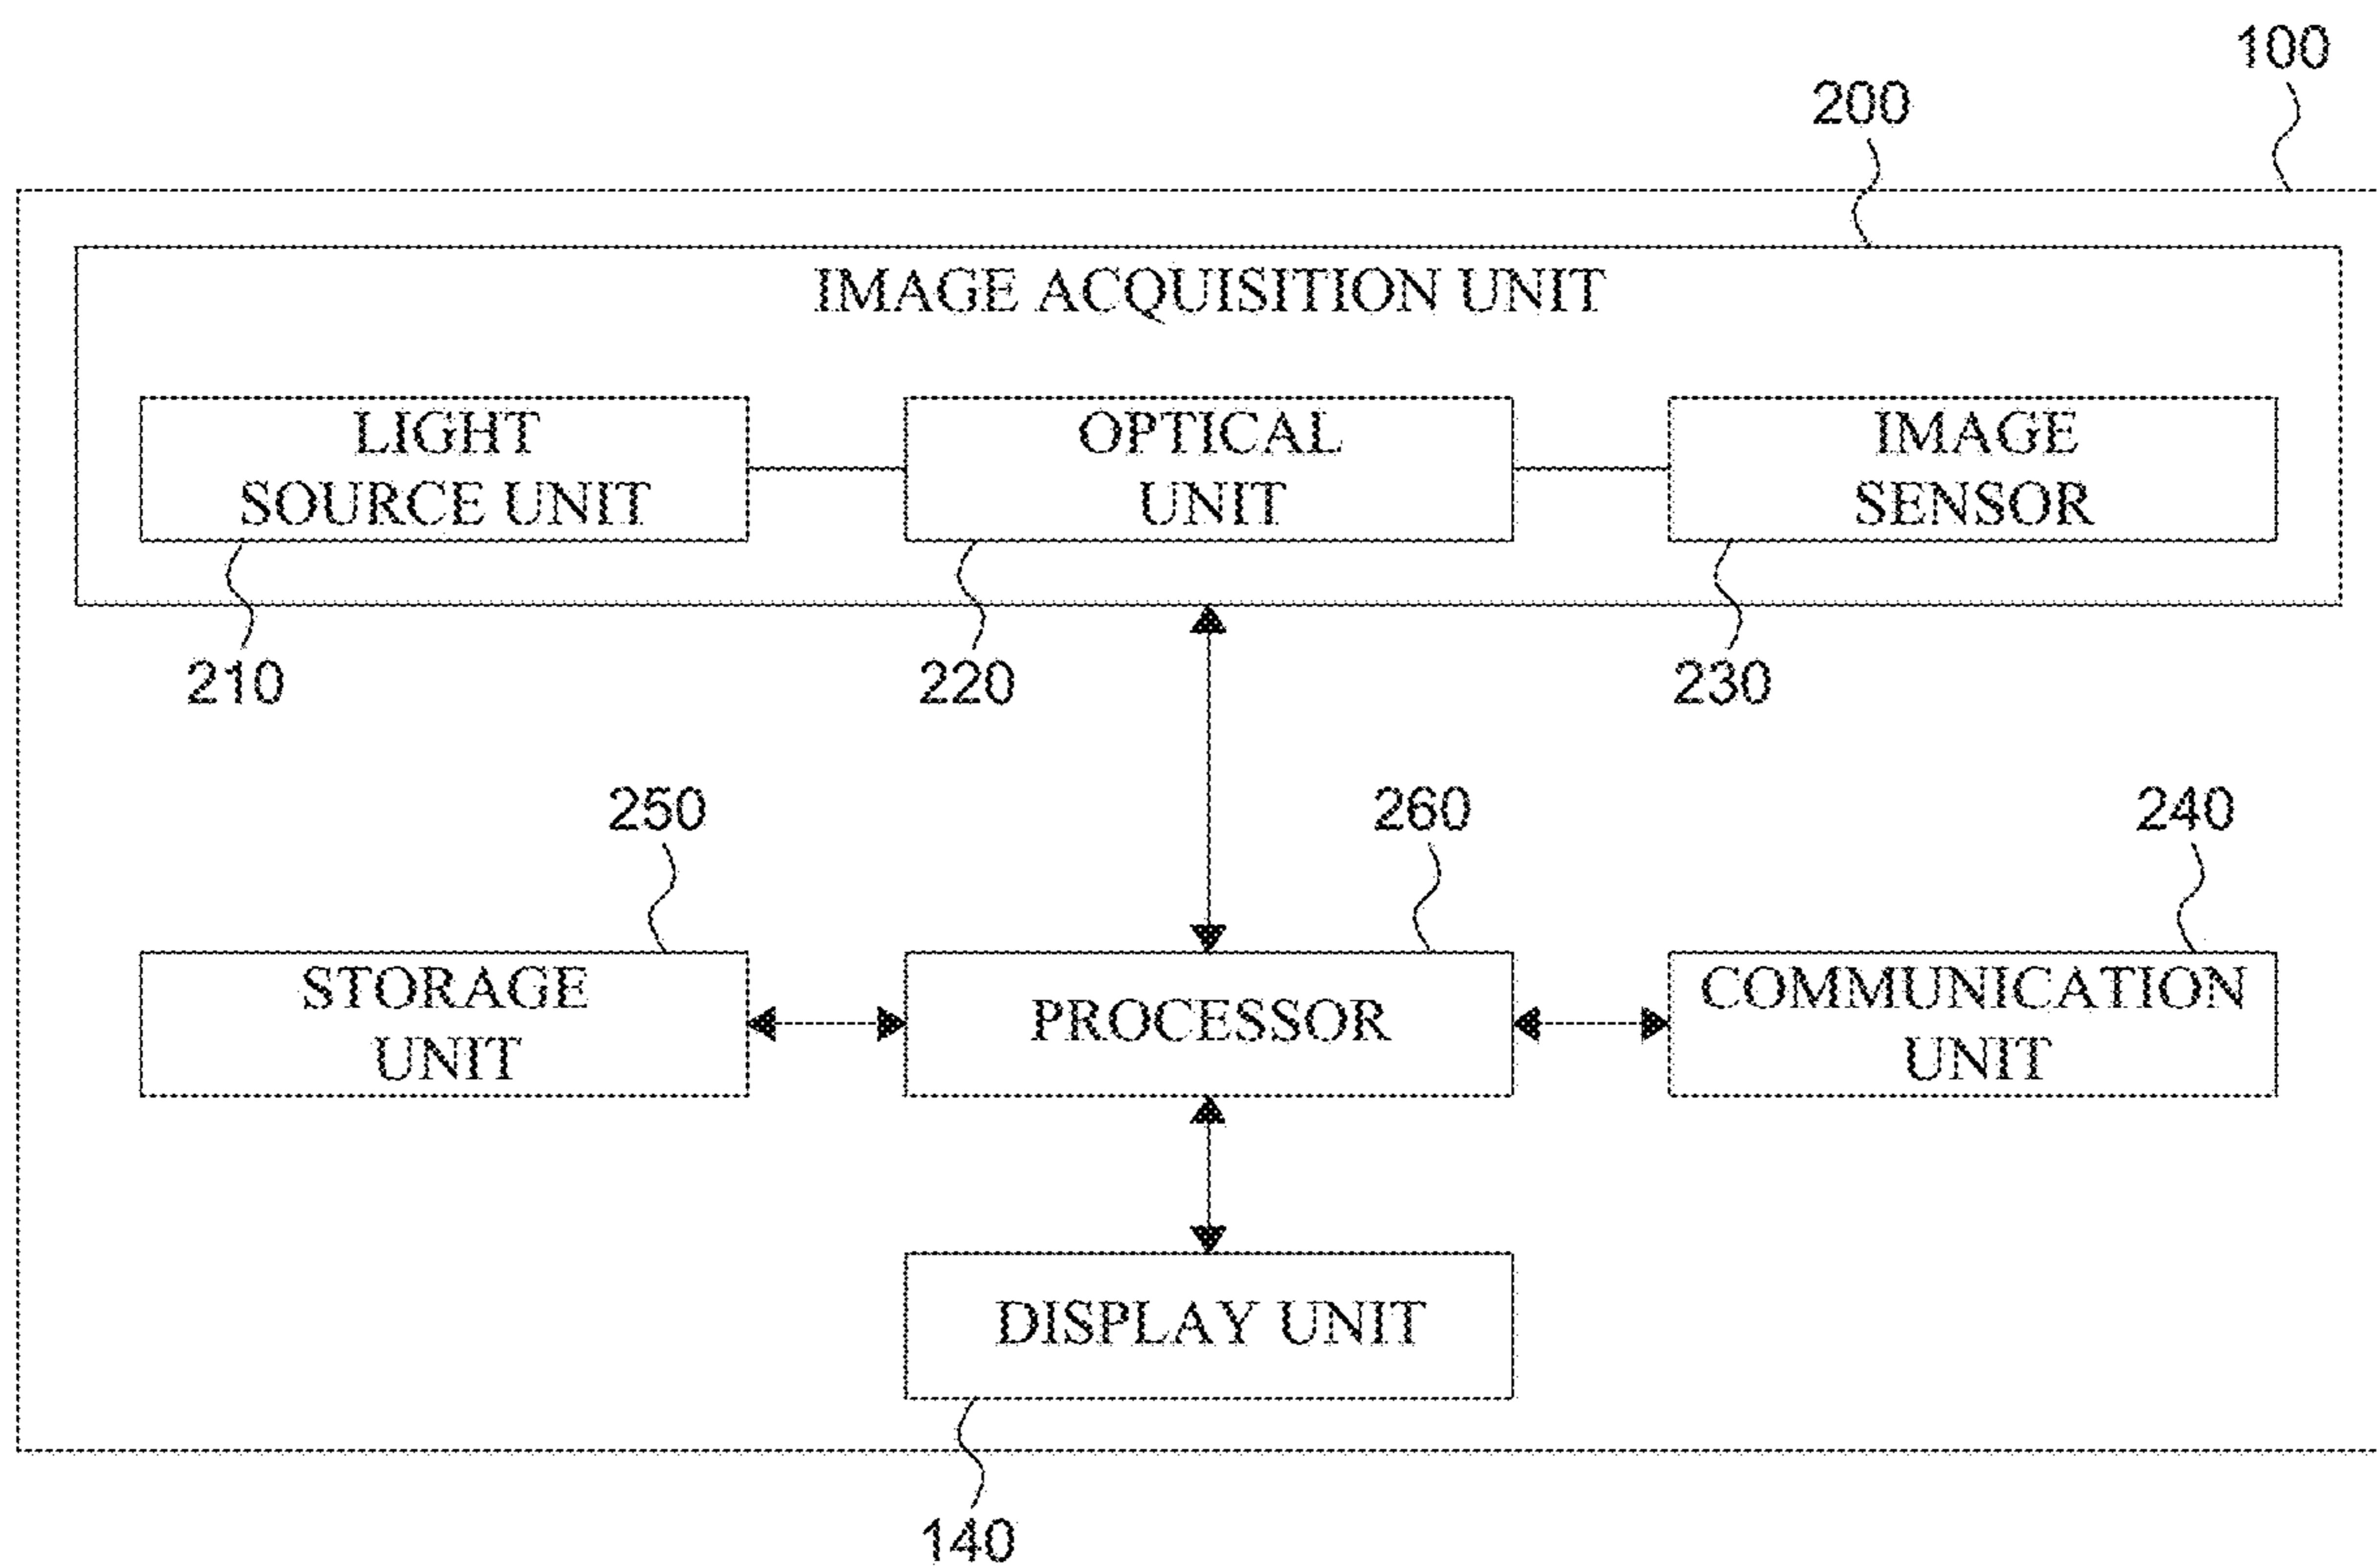 100
200
IMAGE ACQUISITION UNIT
LIGHT
SOURCE UNIT
OPTICAL
UNIT
IMAGE
SENSOR
210
220
230
250
260
240
STORAGE
UNIT
PROCESSOR
COMMUNICATION
UNIT
DISPLAY UNIT
140